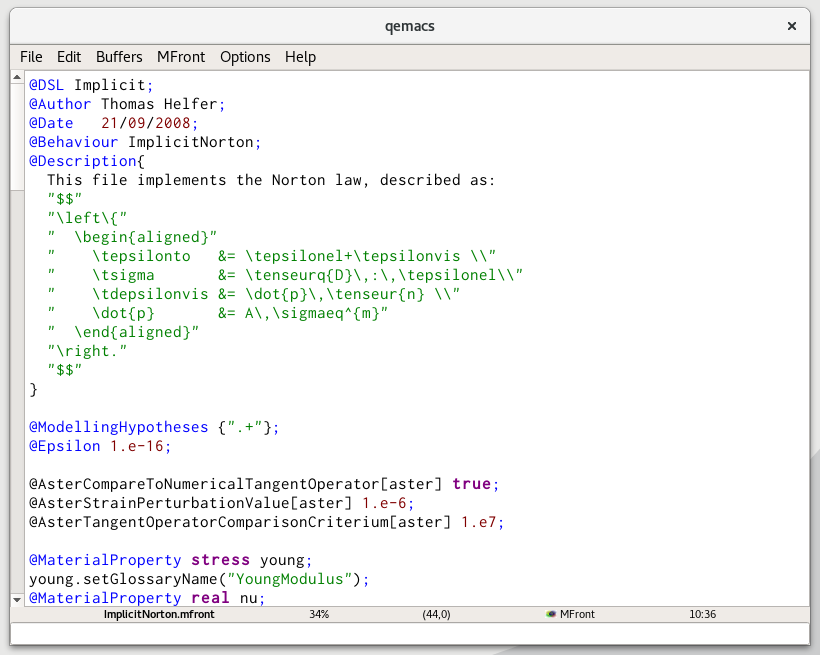 qemacs
File Edit Buffers MFront Options Help
@DSL Implicit;
@Author Thomas Helfer;
@Date   21/09/2008;
@Behaviour ImplicitNorton;
@Description{
  This file implements the Norton law, described as:
  "$$"
  "\left\{"
  "  \begin{aligned}"
  "    \tepsilonto   &= \tepsilonel+\tepsilonvis \\"
  "    \tsigma       &= \tenseurq{D}\,:\,\tepsilonel\\"
  "    \tdepsilonvis &= \dot{p}\,\tenseur{n} \\"
  "    \dot{p}       &= A\,\sigmaeq^{m}"
  "  \end{aligned}"
  "\right."
  "$$"
}
@ModellingHypotheses {".+"};
@Epsilon 1.e-16;
@AsterCompareToNumericalTangentOperator[aster] true;
@AsterStrainPerturbationValue[aster] 1.e-6;
@AsterTangentOperatorComparisonCriterium[aster] 1.e7;
@MaterialProperty stress young;
young.setGlossaryName("YoungModulus");
@MaterialProperty real nu;
ImplicitNorton.mfront 34% (44,0) MFront 10:36